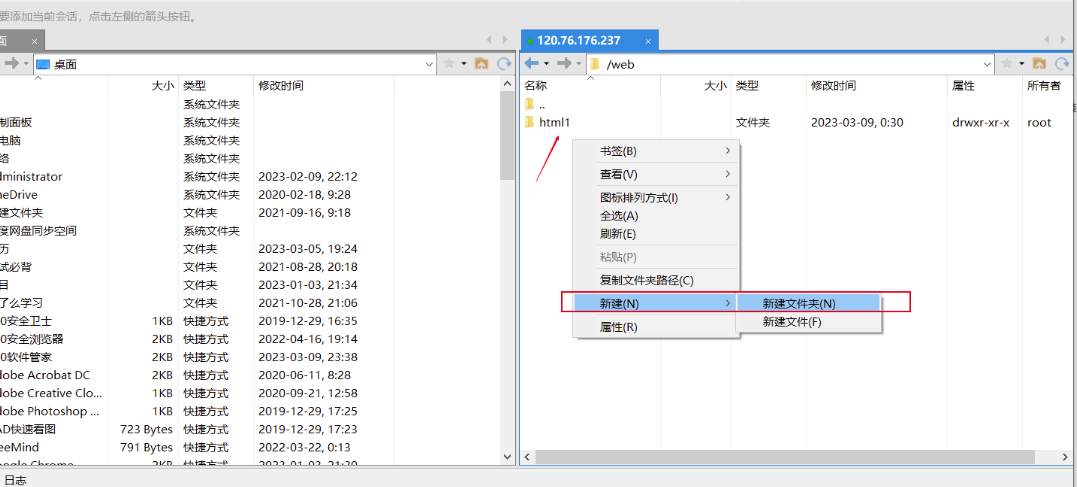 要添加当前会话，点击左侧的箭头按钮。
面 ×
120.76.176.237 ×
桌面
/web
大小 类型 修改时间
名称 大小 类型 修改时间 属性 所有者
系统文件夹
..
制面板 系统文件夹
html1 文件夹 2023-03-09, 0:30 drwxr-xr-x root
电脑 系统文件夹
络 系统文件夹
dministrator 系统文件夹 2023-02-09, 22:12
neDrive 系统文件夹 2020-02-18, 9:28
建文件夹 文件夹 2021-09-16, 9:18
度网盘同步空间 系统文件夹
历 文件夹 2023-03-05, 19:24
试必背 文件夹 2021-08-28, 20:18
目 文件夹 2023-01-03, 21:34
了么学习 文件夹 2021-10-28, 21:06
0安全卫士 1KB 快捷方式 2019-12-29, 16:35
0安全浏览器 2KB 快捷方式 2022-04-16, 19:14
0软件管家 2KB 快捷方式 2023-03-09, 23:38
dobe Acrobat DC 2KB 快捷方式 2020-06-11, 8:28
dobe Creative Clo... 1KB 快捷方式 2020-09-21, 12:58
dobe Photoshop ... 1KB 快捷方式 2019-12-29, 17:25
AD快速看图 723 Bytes 快捷方式 2019-12-29, 17:23
eeMind 791 Bytes 快捷方式 2022-03-22, 0:13
书签(B)
查看(V)
图标排列方式(I)
全选(A)
刷新(E)
粘贴(P)
复制文件夹路径(C)
新建(N)
新建文件夹(N)
新建文件(F)
属性(R)
日志